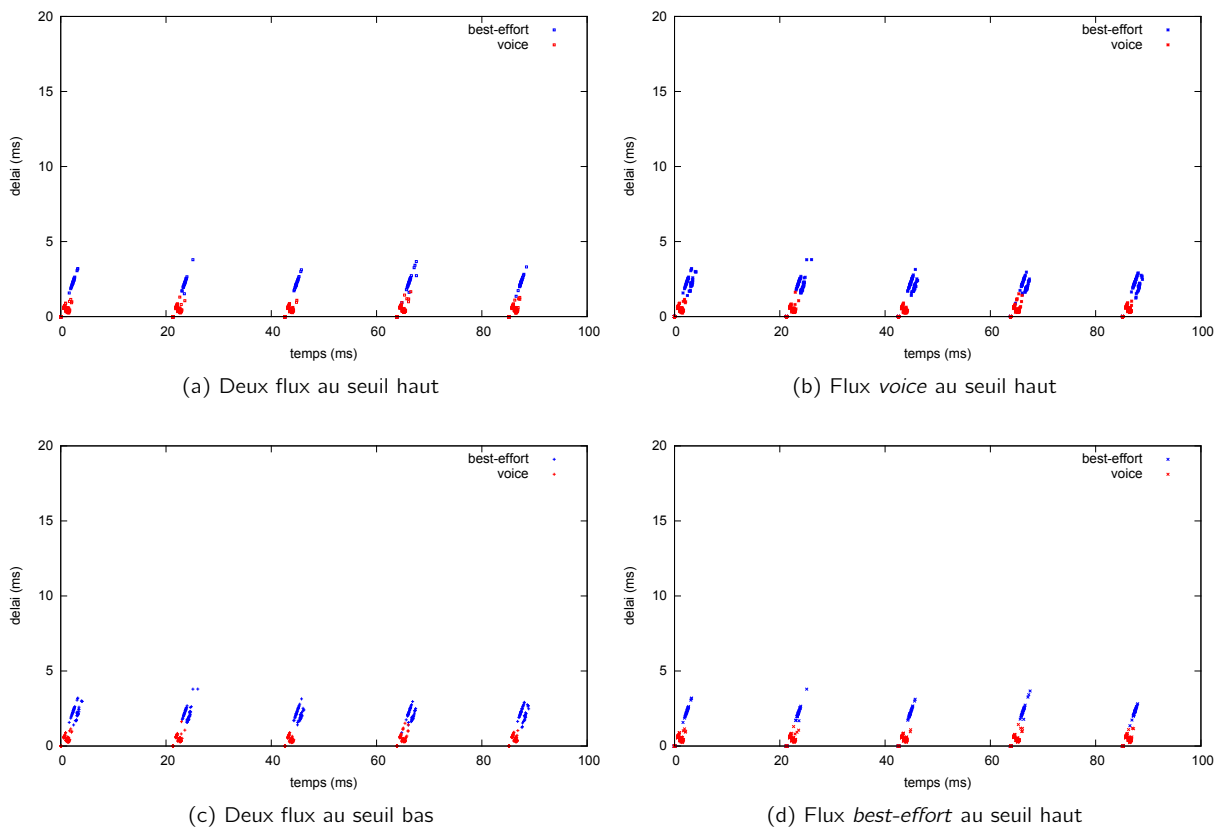 20
15
10
5
0
0
20
40
60
80
100
delai (ms)
temps (ms)
best-effort
voice
(a) Deux flux au seuil haut
20
15
10
5
0
0
20
40
60
80
100
delai (ms)
temps (ms)
best-effort
voice
(b) Flux voice au seuil haut
20
15
10
5
0
0
20
40
60
80
100
delai (ms)
temps (ms)
best-effort
voice
(c) Deux flux au seuil bas
20
15
10
5
0
0
20
40
60
80
100
delai (ms)
temps (ms)
best-effort
voice
(d) Flux best-effort au seuil haut